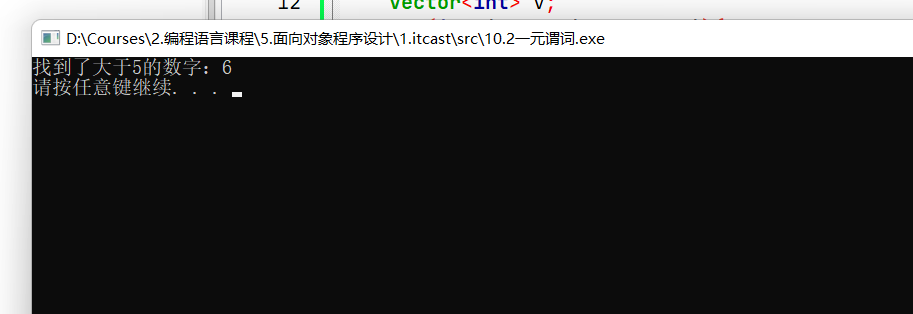 12 vector<int> v;
D:\Courses\2.编程语言课程\5.面向对象程序设计\1.itcast\src\10.2一元谓词.exe
找到了大于5的数字：6
请按任意键继续. . .